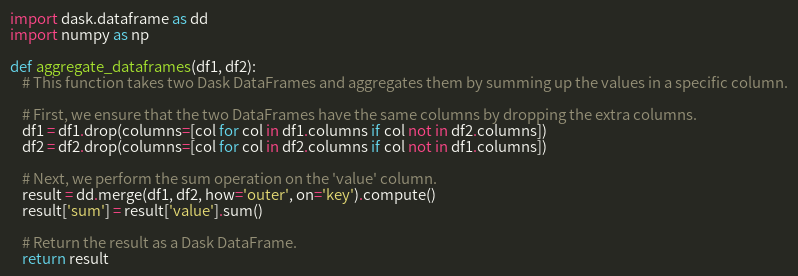 import dask.dataframe as dd
import numpy as np
def aggregate_dataframes(df1, df2):
# This function takes two Dask DataFrames and aggregates them by summing up the values in a specific column.
# First, we ensure that the two DataFrames have the same columns by dropping the extra columns.
df1 = df1.drop(columns=[col for col in df1.columns if col not in df2.columns])
df2 = df2.drop(columns=[col for col in df2.columns if col not in df1.columns])
# Next, we perform the sum operation on the 'value' column.
result = dd.merge(df1, df2, how='outer', on='key').compute()
result['sum'] = result['value'].sum()
# Return the result as a Dask DataFrame.
return result